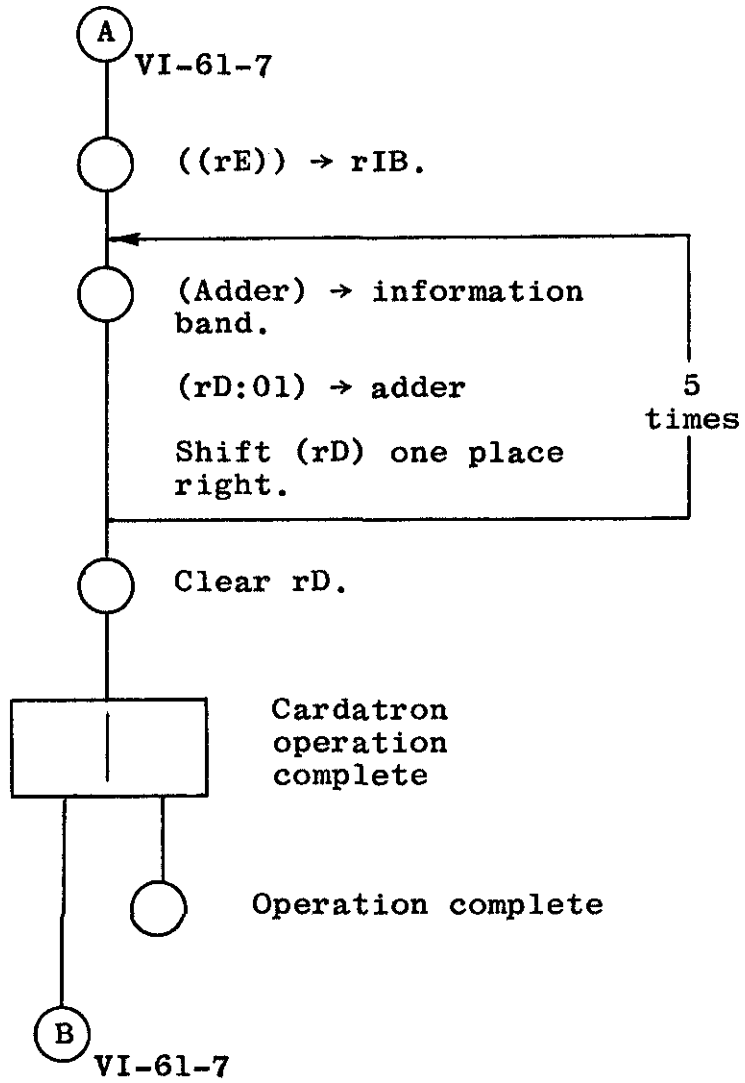 A
VI-61-7
((rE)) → rIB.
(Adder) → information
band.
(rD:01) → adder
Shift (rD) one place
right.
5
times
Clear rD.
Cardatron
operation
complete
Operation complete
B
VI-61-7